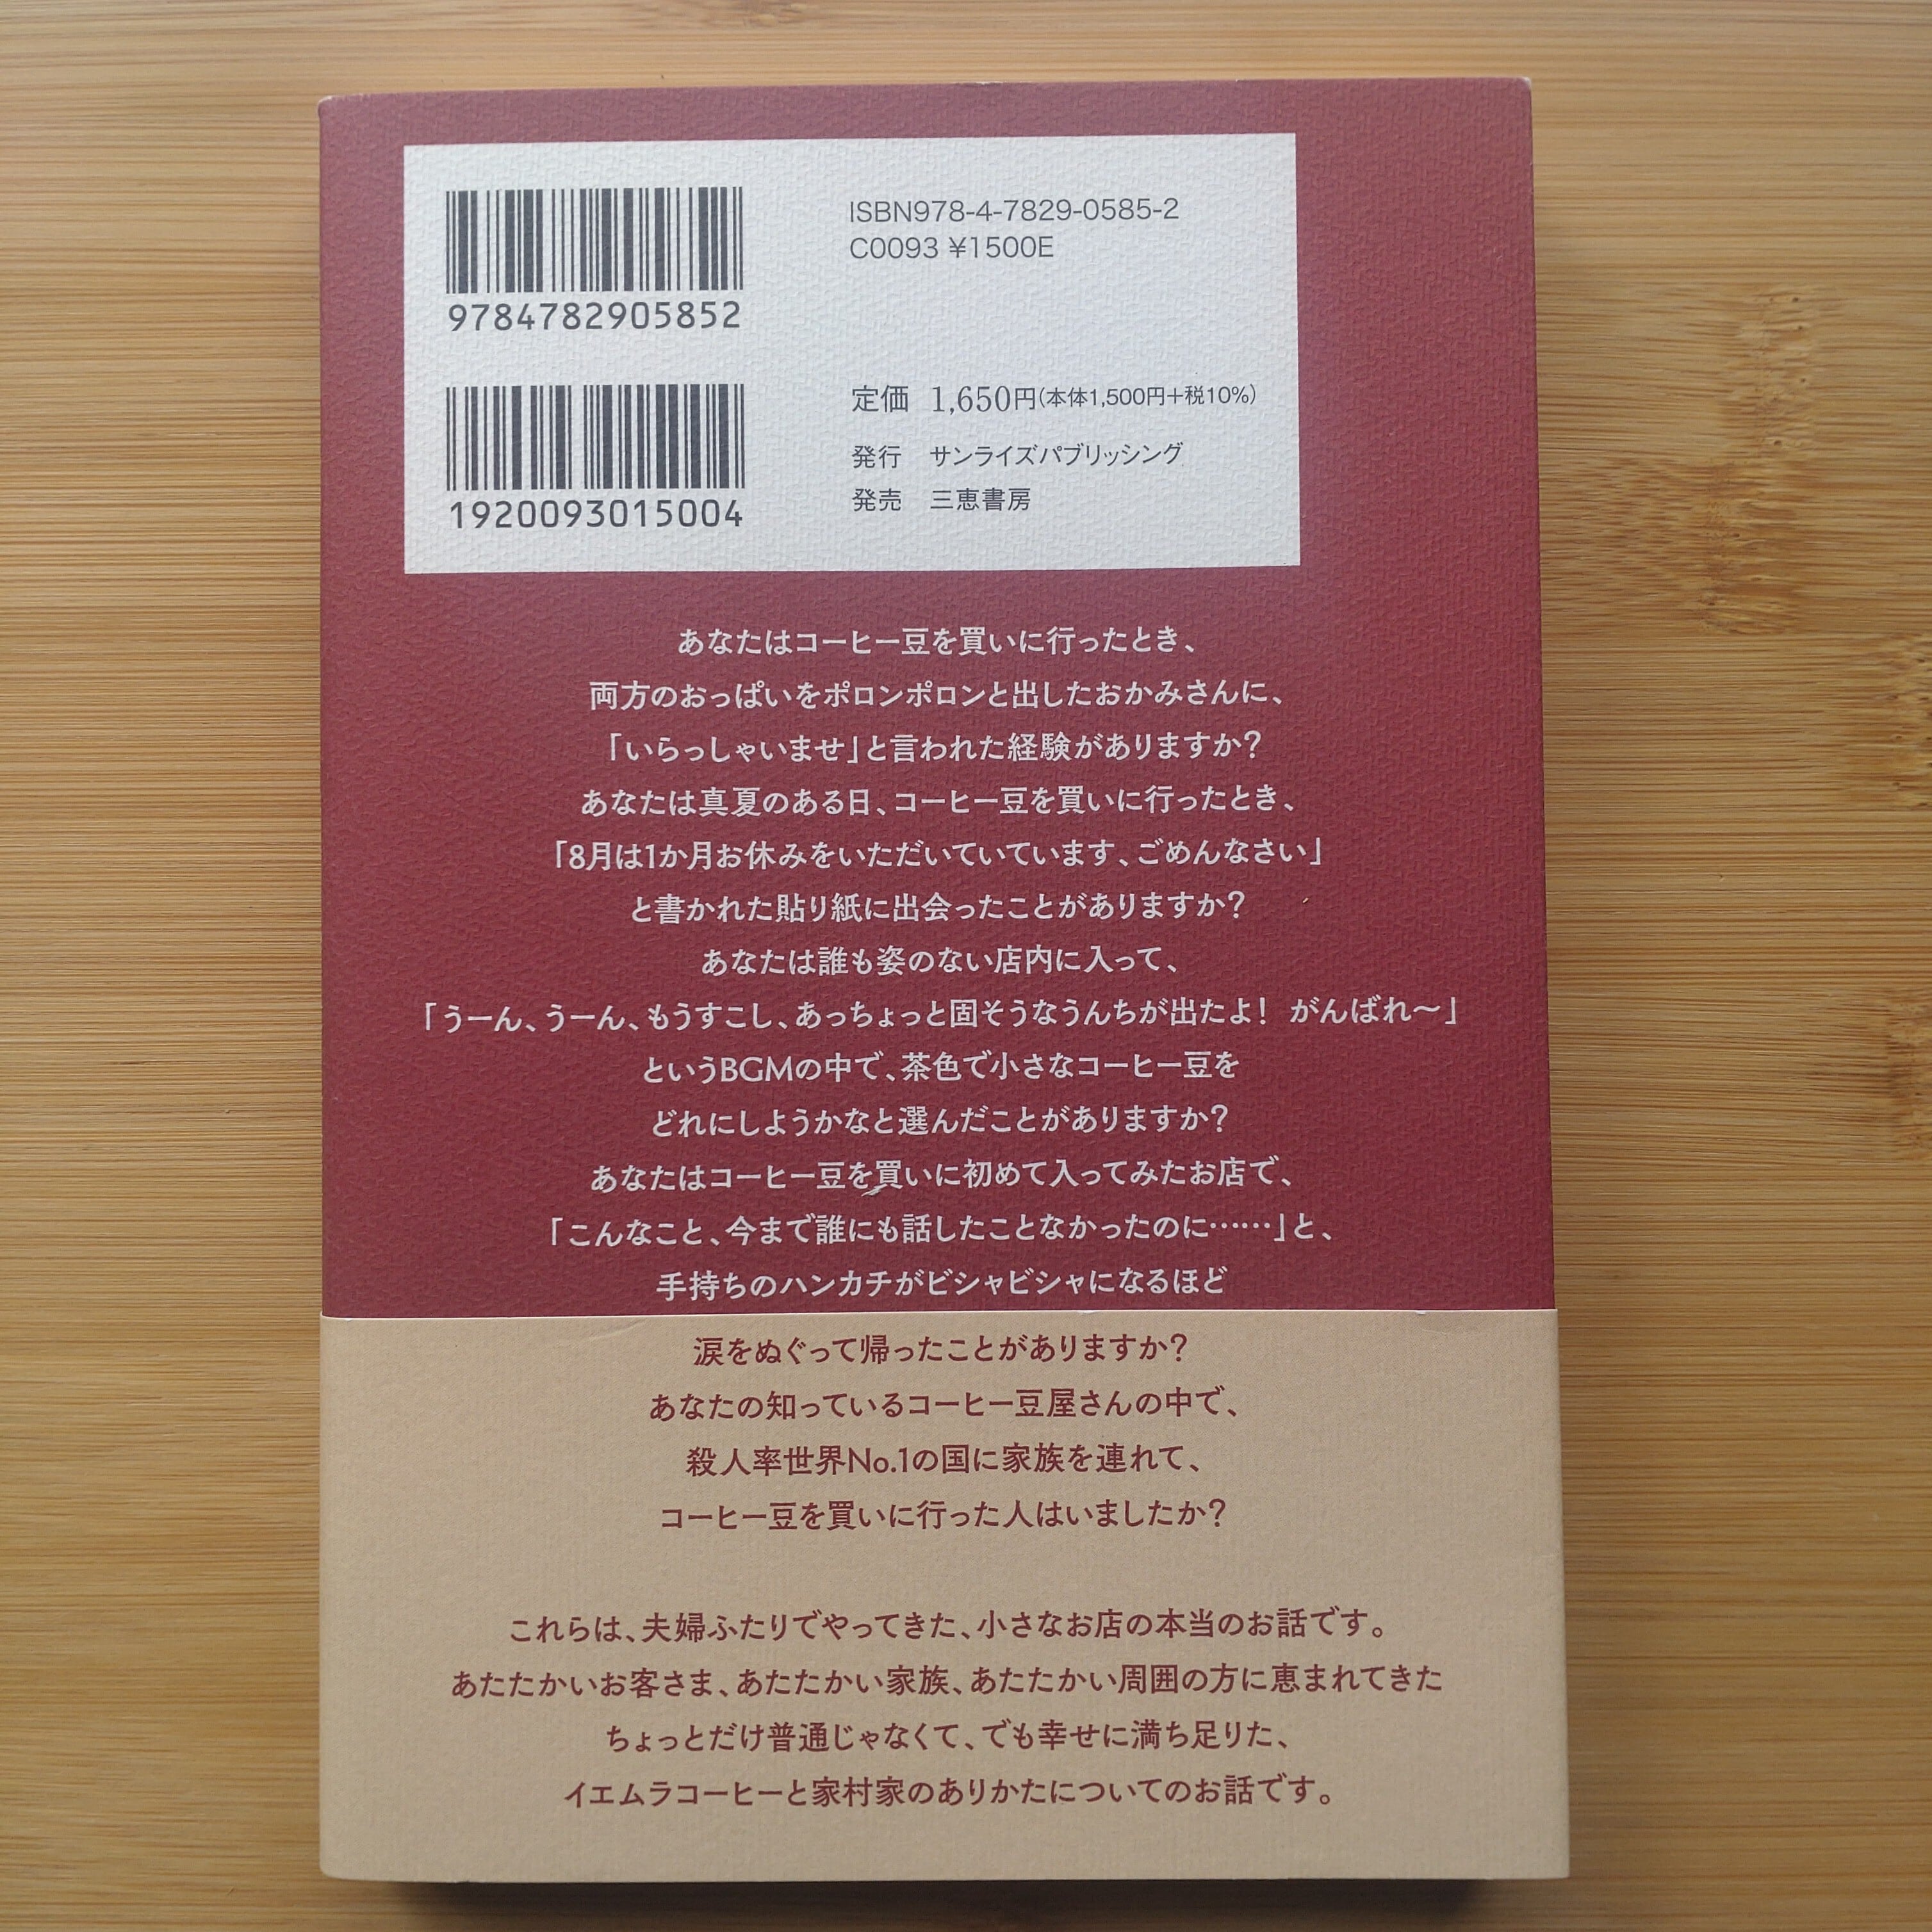 9784782905852
ISBN978-4-7829-0585-2
C0093 ¥1500E
1920093015004
定価 1,650円(本体1,500円+税10%)
発行 サンライズパブリッシング
発売 三恵書房
あなたはコーヒー豆を買いに行ったとき、
両方のおっぱいをポロンポロンと出したおかみさんに、
「いらっしゃいませ」と言われた経験がありますか?
あなたは真夏のある日、コーヒー豆を買いに行ったとき、
「8月は1か月お休みをいただいていています、ごめんなさい」
と書かれた貼り紙に出会ったことがありますか?
あなたは誰も姿のない店内に入って、
「うーん、うーん、もうすこし、あっちょっと固そうなうんちが出たよ! がんばれ〜」
というBGMの中で、茶色で小さなコーヒー豆を
どれにしようかなと選んだことがありますか?
あなたはコーヒー豆を買いに初めて入ってみたお店で、
「こんなこと、今まで誰にも話したことなかったのに……」と、
手持ちのハンカチがビシャビシャになるほど
涙をぬぐって帰ったことがありますか?
あなたの知っているコーヒー豆屋さんの中で、
殺人率世界No.1の国に家族を連れて、
コーヒー豆を買いに行った人はいましたか?
これらは、夫婦ふたりでやってきた、小さなお店の本当のお話です。
あたたかいお客さま、あたたかい家族、あたたかい周囲の方に恵まれてきた
ちょっとだけ普通じゃなくて、でも幸せに満ち足りた、
イエムラコーヒーと家村家のありかたについてのお話です。